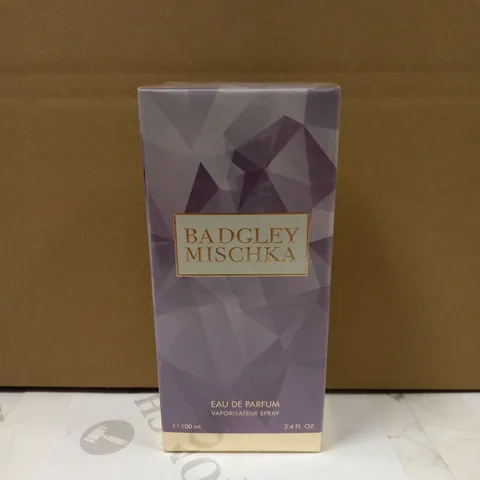 BADGLEY
MISCHKA
EAU DE PARFUM
VAPORISATEUR SPRAY
℮ 100 mL
3.4 FL. OZ.